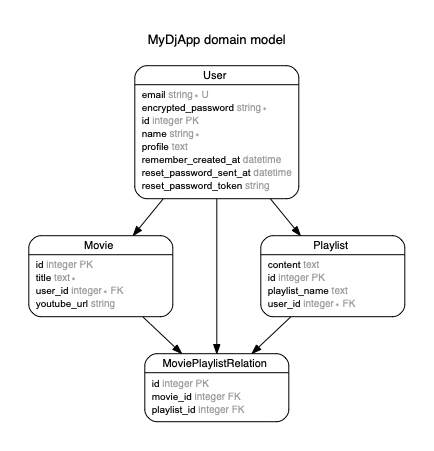 MyDjApp domain model
User
email string * U
encrypted_password string *
id integer PK
name string *
profile text
remember_created_at datetime
reset_password_sent_at datetime
reset_password_token string
Movie
id integer PK
title text *
user_id integer * FK
youtube_url string
Playlist
content text
id integer PK
playlist_name text
user_id integer * FK
MoviePlaylistRelation
id integer PK
movie_id integer FK
playlist_id integer FK